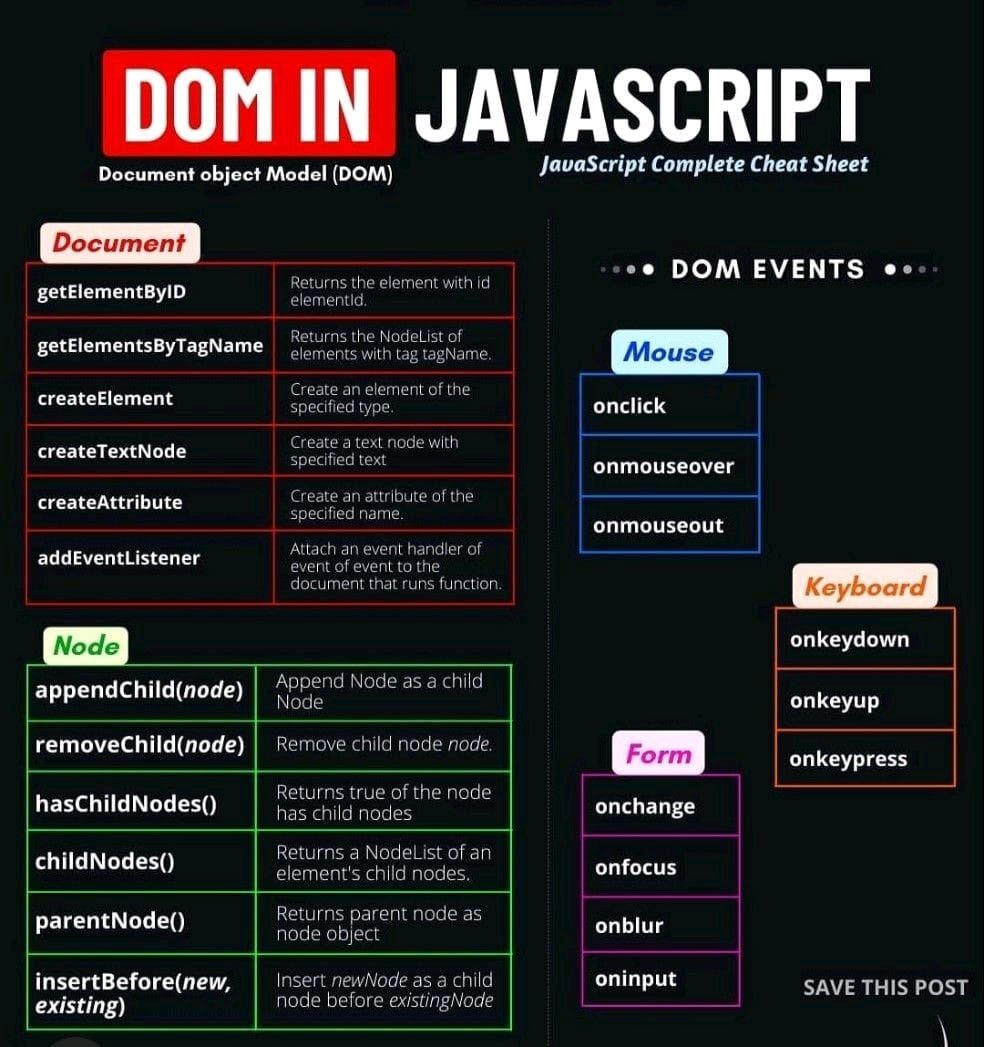 DOM IN JAVASCRIPT
Document object Model (DOM)
JavaScript Complete Cheat Sheet
Document
getElementByID
Returns the element with id
elementId.
getElementsByTagName
Returns the NodeList of
elements with tag tagName.
createElement
Create an element of the
specified type.
createTextNode
Create a text node with
specified text
createAttribute
Create an attribute of the
specified name.
addEventListener
Attach an event handler of
event of event to the
document that runs function.
Node
appendChild(node)
Append Node as a child
Node
removeChild(node)
Remove child node node.
hasChildNodes()
Returns true of the node
has child nodes
childNodes()
Returns a NodeList of an
element's child nodes.
parentNode()
Returns parent node as
node object
insertBefore(new,
existing)
Insert newNode as a child
node before existingNode
DOM EVENTS
Mouse
onclick
onmouseover
onmouseout
Keyboard
onkeydown
onkeyup
onkeypress
Form
onchange
onfocus
onblur
oninput
SAVE THIS POST